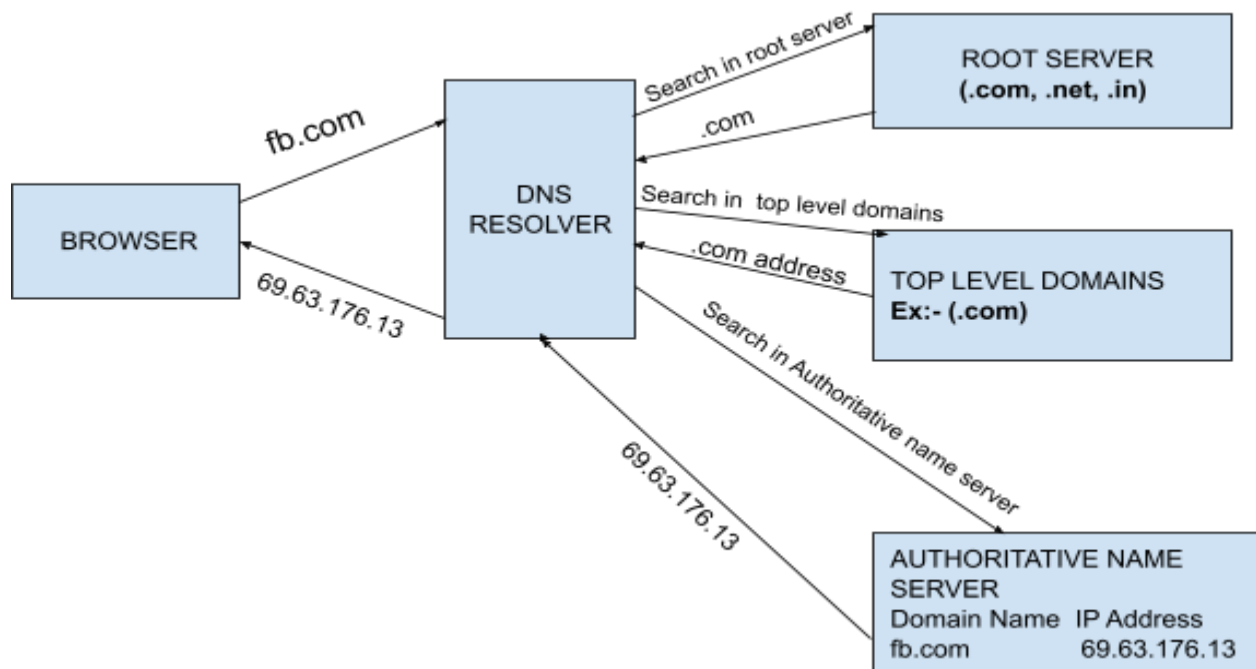 fb.com
BROWSER
69.63.176.13
DNS
RESOLVER
Search in root server
.com
ROOT SERVER
(.com, .net, .in)
Search in top level domains
.com address
TOP LEVEL DOMAINS
Ex:- (.com)
Search in Authoritative name server
69.63.176.13
AUTHORITATIVE NAME
SERVER
Domain Name IP Address
fb.com 69.63.176.13